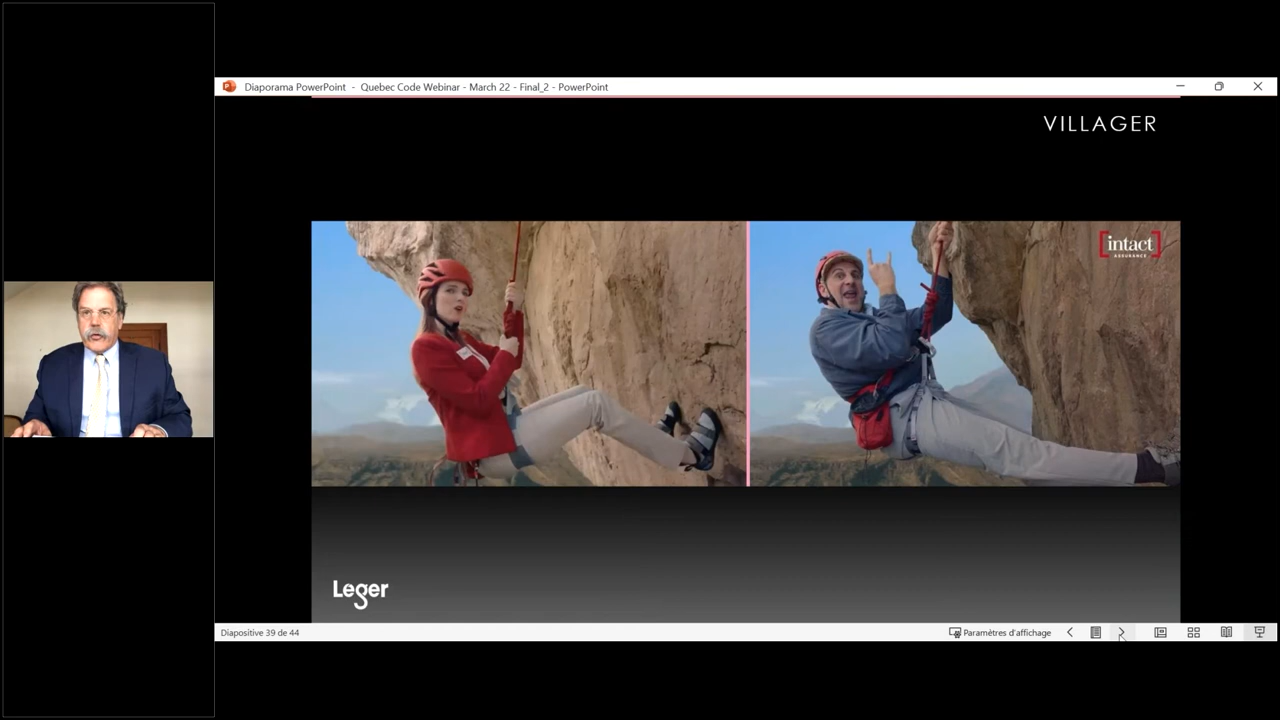 Diaporama PowerPoint - Quebec Code Webinar - March 22 - Final_2 - PowerPoint
VILLAGER
[intact]
ASSURANCE
Leger
Diapositive 39 de 44
Paramètres d'affichage